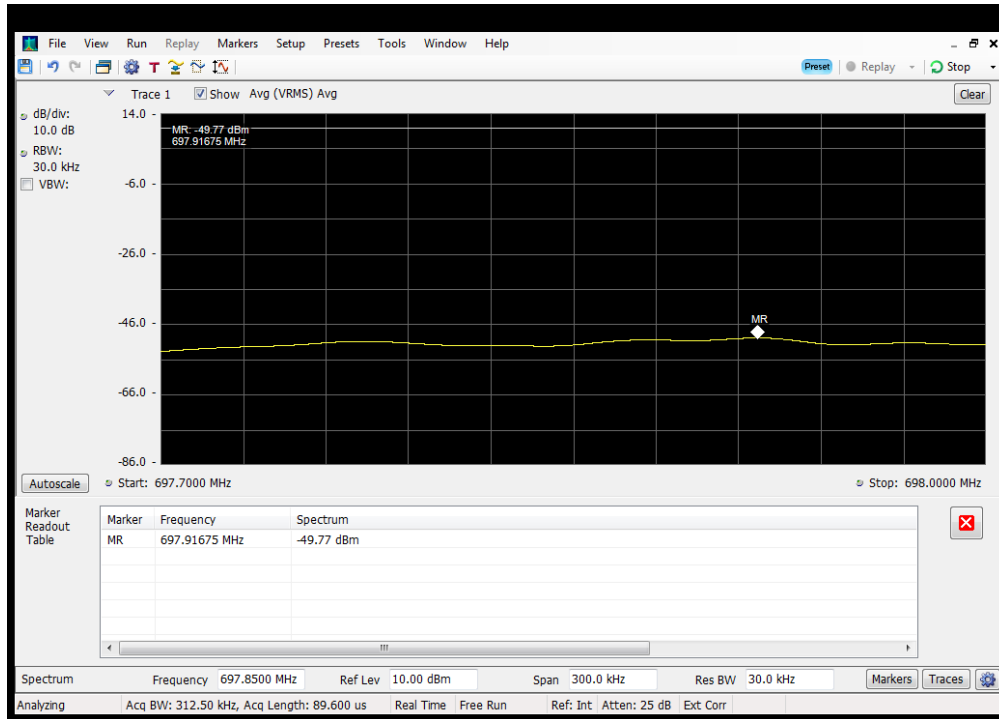 File View Run Replay Markers Setup Presets Tools Window Help
T Preset Replay Stop
Trace 1 Show Avg (VRMS) Avg Clear
dB/div:
10.0 dB
RBW:
30.0 kHz
VBW:
14.0
-6.0
-26.0
-46.0
-66.0
-86.0
MR: -49.77 dBm
697.91675 MHz
MR
Autoscale Start: 697.7000 MHz Stop: 698.0000 MHz
Marker
Readout
Table
Marker Frequency Spectrum
MR 697.91675 MHz -49.77 dBm
Spectrum Frequency 697.8500 MHz Ref Lev 10.00 dBm Span 300.0 kHz Res BW 30.0 kHz Markers Traces
Analyzing Acq BW: 312.50 kHz, Acq Length: 89.600 us Real Time Free Run Ref: Int Atten: 25 dB Ext Corr